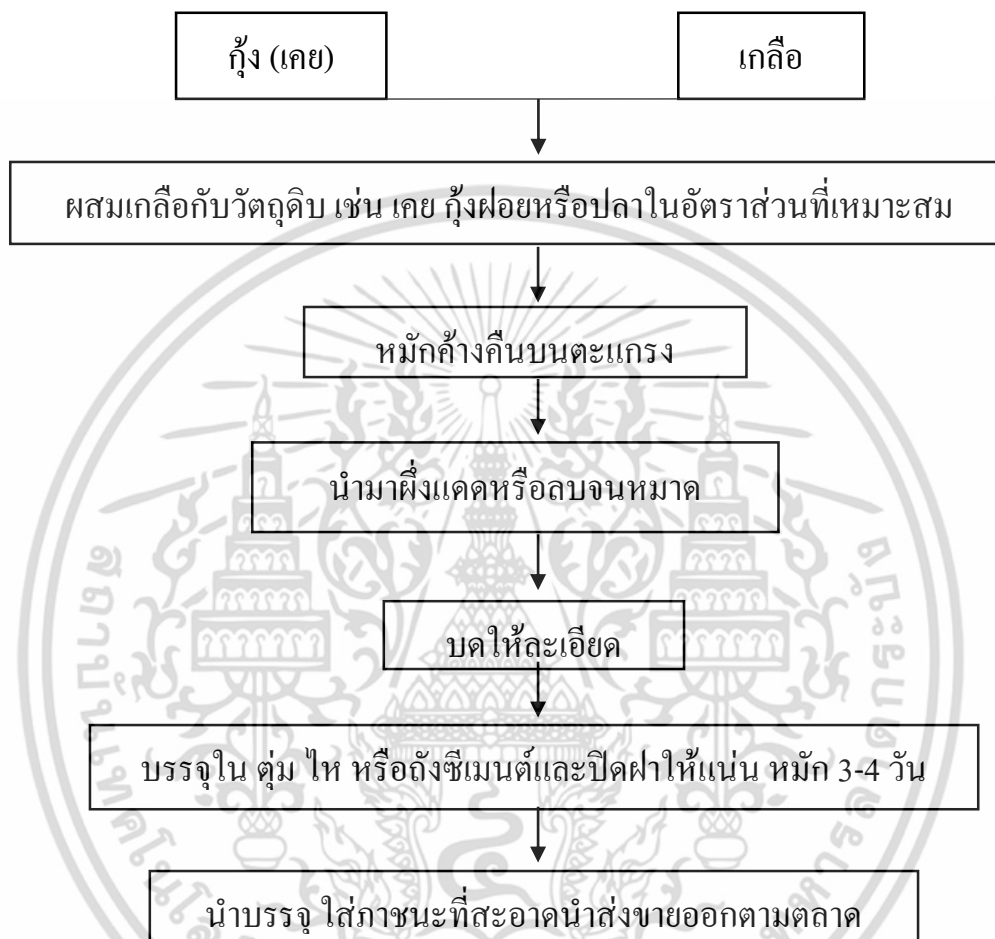 กุ้ง (เคย)
เกลือ
ผสมเกลือกับวัตถุดิบ เช่น เคย กุ้งฝอยหรือปลาในอัตราส่วนที่เหมาะสม
หมักค้างคืนบนตะแกรง
นำมาผึ่งแดดหรือลบจนหมาด
บดให้ละเอียด
บรรจุใน ตุ่ม ไห หรือถังซีเมนต์และปิดฝาให้แน่น หมัก 3-4 วัน
นำบรรจุ ใส่ภาชนะที่สะอาดนำส่งขายออกตามตลาด